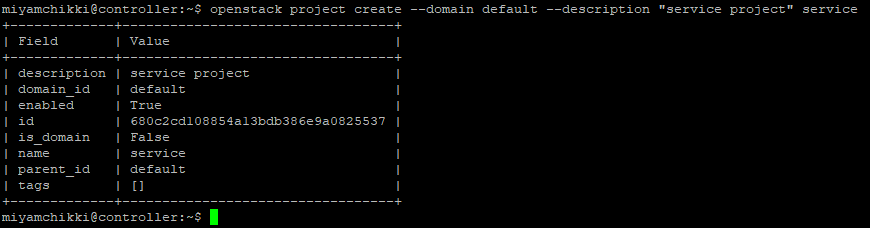 miyamchikki@controller:~$ openstack project create --domain default --description "service project" service
+-------------+----------------------------------+
| Field       | Value                            |
+-------------+----------------------------------+
| description | service project                  |
| domain_id   | default                          |
| enabled     | True                             |
| id          | 680c2cd108854a13bdb386e9a0825537 |
| is_domain   | False                            |
| name        | service                          |
| parent_id   | default                          |
| tags        | []                               |
+-------------+----------------------------------+
miyamchikki@controller:~$